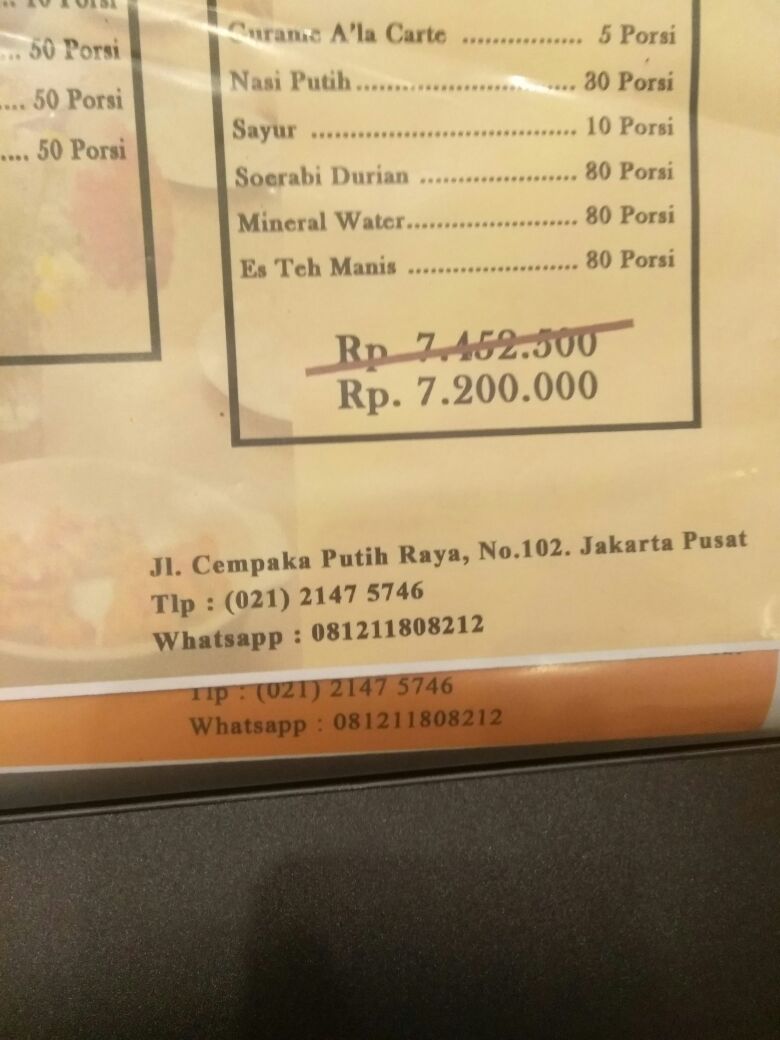 10 Porsi
... 50 Porsi
.... 50 Porsi
.... 50 Porsi
Gurame A'la Carte ................ 5 Porsi
Nasi Putih............................. 80 Porsi
Sayur ................................... 10 Porsi
Soerabi Durian ..................... 80 Porsi
Mineral Water....................... 80 Porsi
Es Teh Manis ....................... 80 Porsi
Rp. 7.452.500
Rp. 7.200.000
Jl. Cempaka Putih Raya, No.102. Jakarta Pusat
Tlp : (021) 2147 5746
Whatsapp : 081211808212
Tlp : (021) 2147 5746
Whatsapp : 081211808212